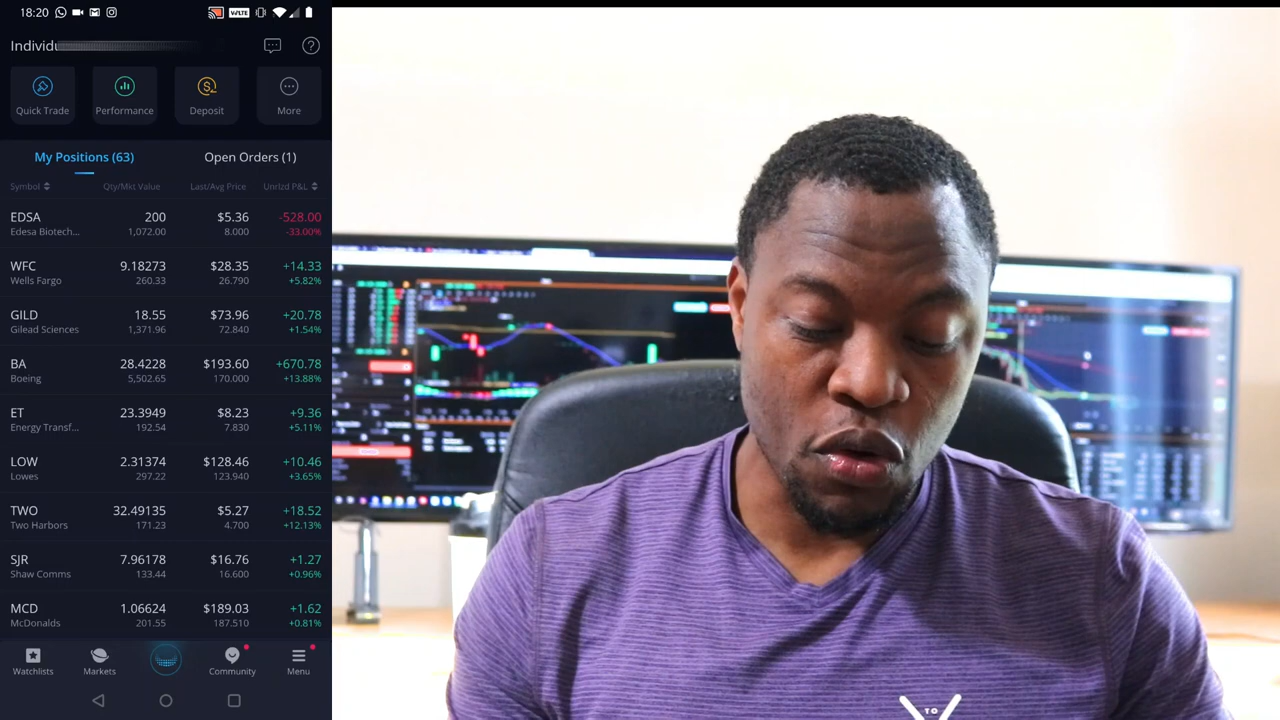 18:20 VoLTE
Individu
Quick Trade Performance Deposit More
My Positions (63) Open Orders (1)
Symbol Qty/Mkt Value Last/Avg Price Unrlzd P&L
EDSA 200 $5.36 -528.00
Edesa Biotech... 1,072.00 8.000 -33.00%
WFC 9.18273 $28.35 +14.33
Wells Fargo 260.33 26.790 +5.82%
GILD 18.55 $73.96 +20.78
Gilead Sciences 1,371.96 72.840 +1.54%
BA 28.4228 $193.60 +670.78
Boeing 5,502.65 170.000 +13.88%
ET 23.3949 $8.23 +9.36
Energy Transf... 192.54 7.830 +5.11%
LOW 2.31374 $128.46 +10.46
Lowes 297.22 123.940 +3.65%
TWO 32.49135 $5.27 +18.52
Two Harbors 171.23 4.700 +12.13%
SJR 7.96178 $16.76 +1.27
Shaw Comms 133.44 16.600 +0.96%
MCD 1.06624 $189.03 +1.62
McDonalds 201.55 187.510 +0.81%
Watchlists Markets Community Menu
TO